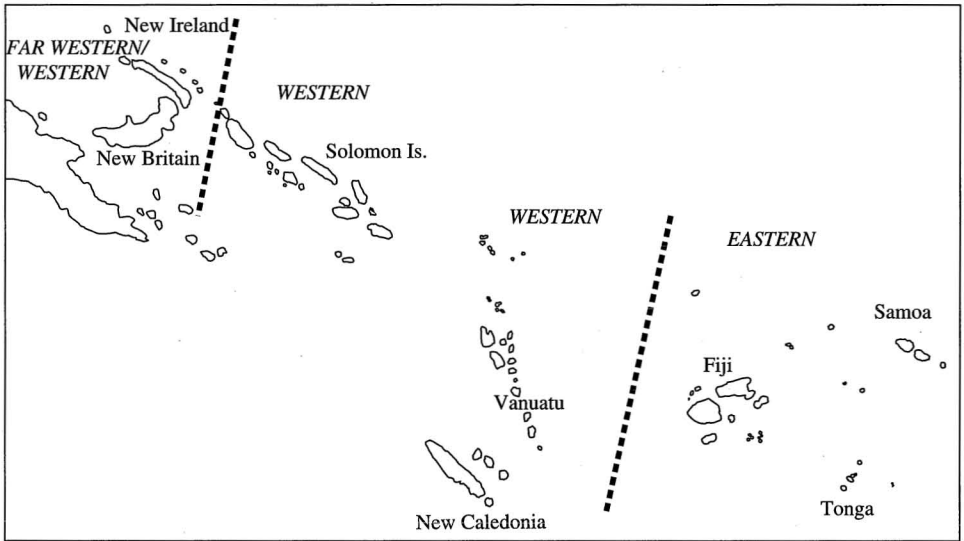 New Ireland
FAR WESTERN/
WESTERN
WESTERN
New Britain
Solomon Is.
WESTERN
EASTERN
Samoa
Fiji
Vanuatu
Tonga
New Caledonia